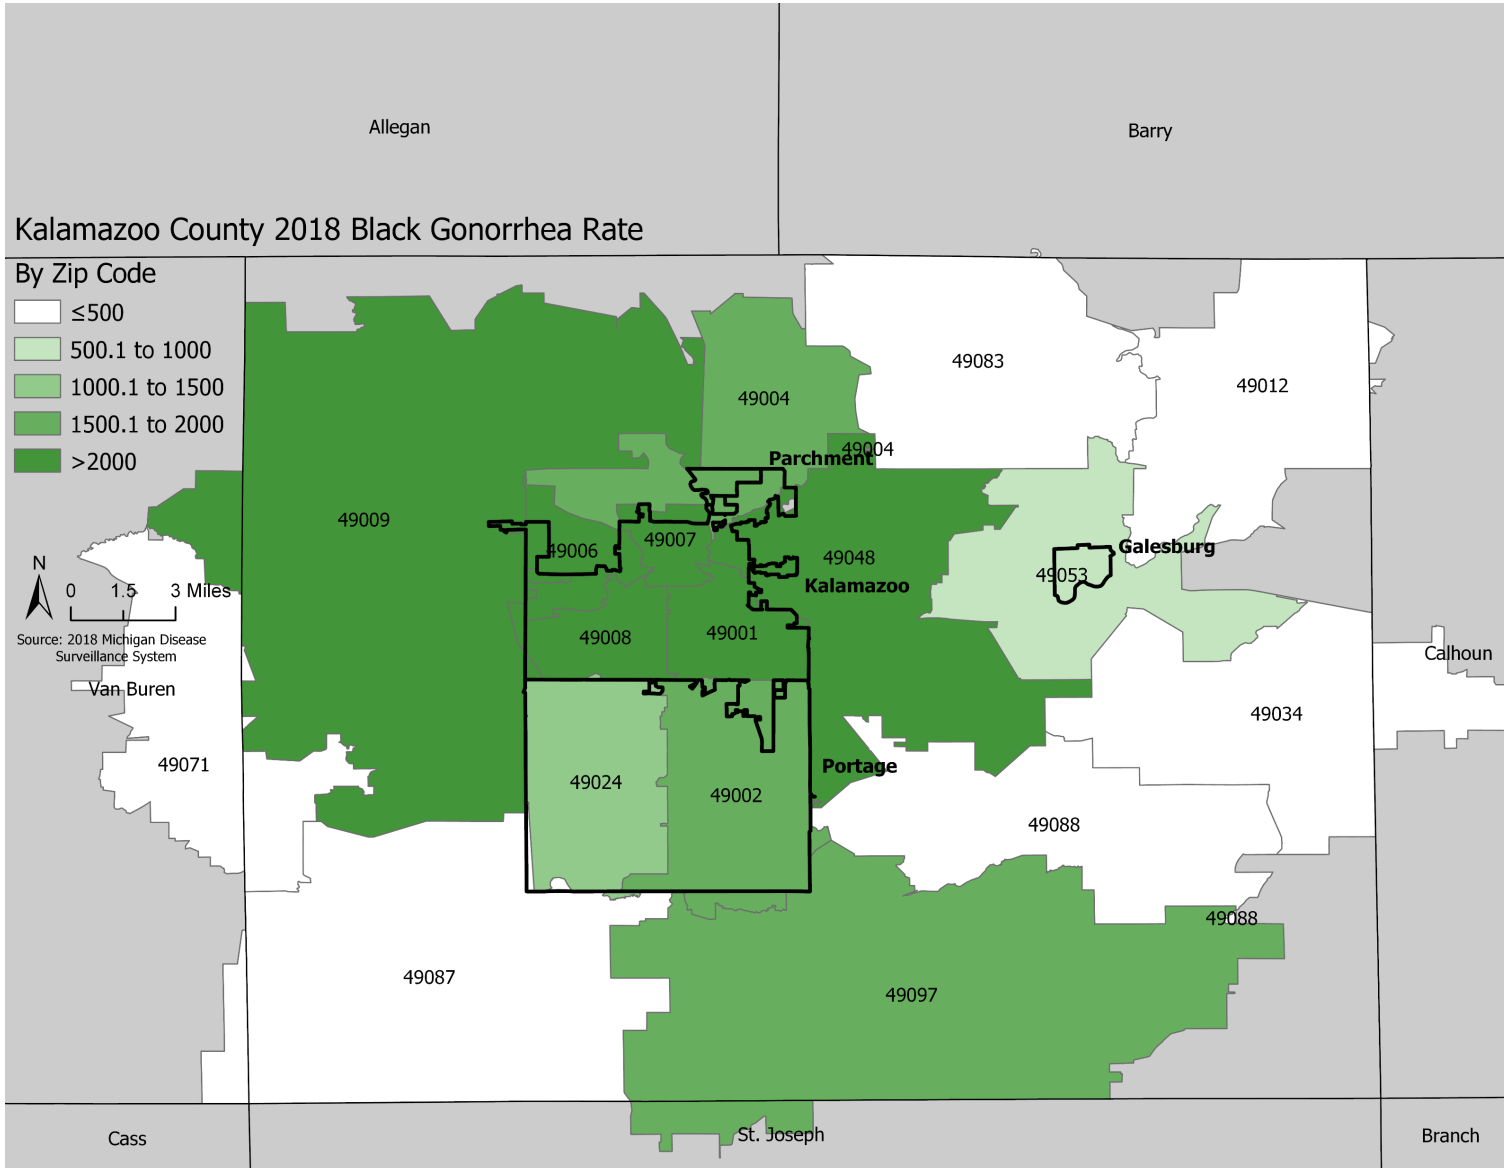 Allegan
Barry
Kalamazoo County 2018 Black Gonorrhea Rate
By Zip Code
≤500
500.1 to 1000
1000.1 to 1500
1500.1 to 2000
>2000
49083
49012
49004
49004
Parchment
49009
49006
49007
49048
Galesburg
49053
Kalamazoo
N
0 1.5 3 Miles
Source: 2018 Michigan Disease
Surveillance System
49008
49001
Calhoun
Van Buren
49034
49071
Portage
49024
49002
49088
49088
49087
49097
Cass
St. Joseph
Branch